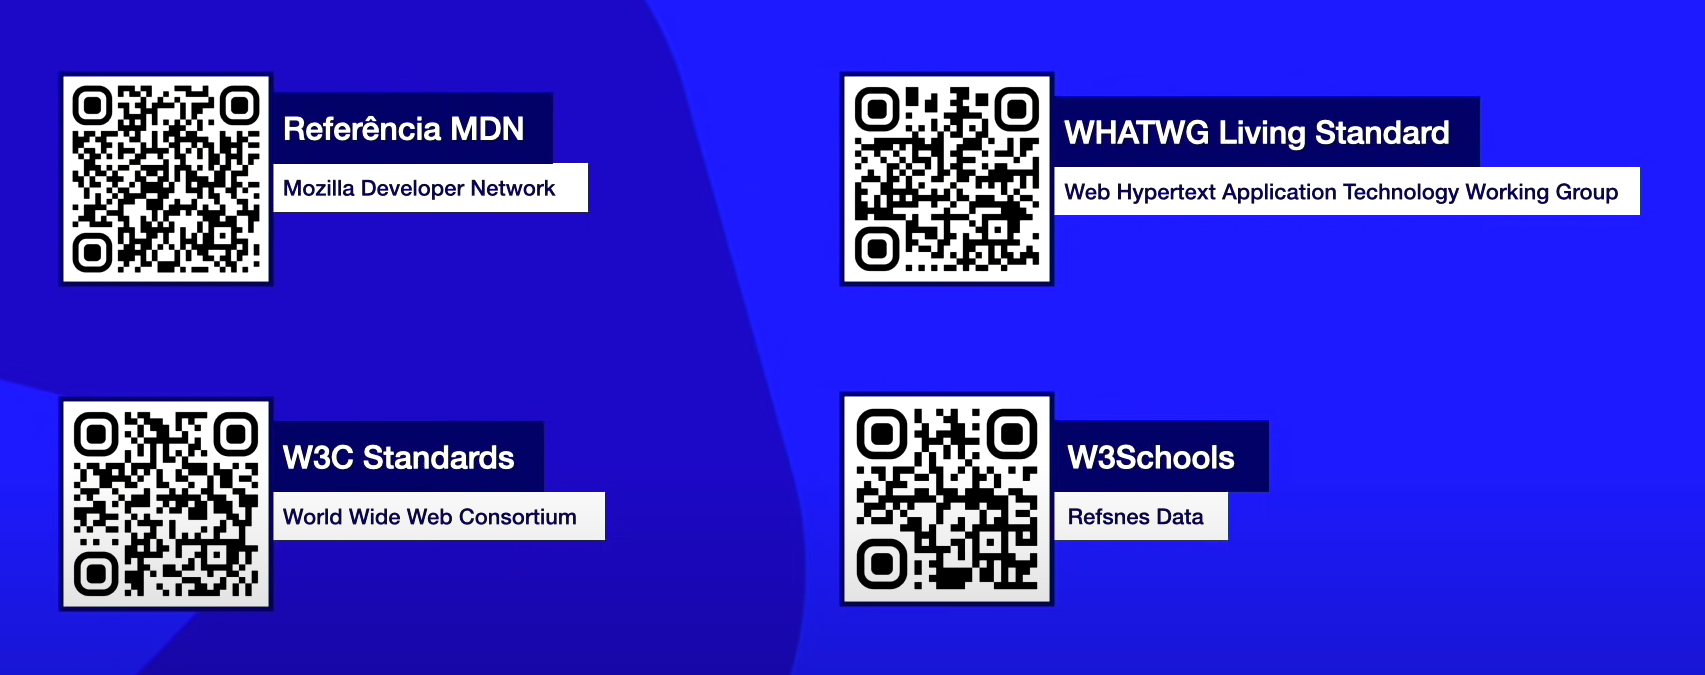 Referência MDN
Mozilla Developer Network
WHATWG Living Standard
Web Hypertext Application Technology Working Group
W3C Standards
World Wide Web Consortium
W3Schools
Refsnes Data